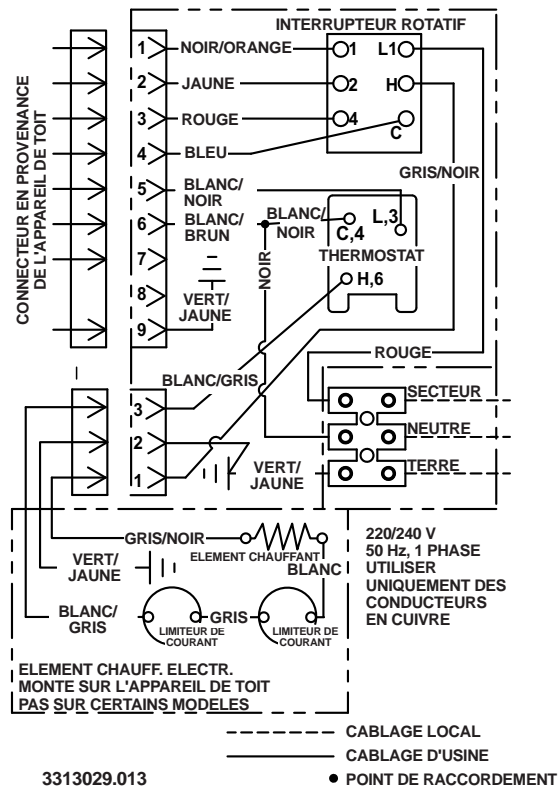 INTERRUPTEUR ROTATIF
CONNECTEUR EN PROVENANCE
DE L'APPAREIL DE TOIT
1
NOIR/ORANGE
1
L1
2
JAUNE
2
H
3
ROUGE
4
C
4
BLEU
GRIS/NOIR
5
BLANC/
NOIR
6
BLANC/
BRUN
BLANC/
NOIR
C,4
L,3
THERMOSTAT
H,6
7
8
9
VERT/
JAUNE
NOIR
ROUGE
BLANC/GRIS
3
2
1
VERT/
JAUNE
SECTEUR
NEUTRE
TERRE
GRIS/NOIR
ELEMENT CHAUFFANT
BLANC
VERT/
JAUNE
BLANC/
GRIS
GRIS
LIMITEUR DE
COURANT
LIMITEUR DE
COURANT
220/240 V
50 Hz, 1 PHASE
UTILISER
UNIQUEMENT DES
CONDUCTEURS
EN CUIVRE
ELEMENT CHAUFF. ELECTR.
MONTE SUR L'APPAREIL DE TOIT
PAS SUR CERTAINS MODELES
CABLAGE LOCAL
CABLAGE D'USINE
POINT DE RACCORDEMENT
3313029.013